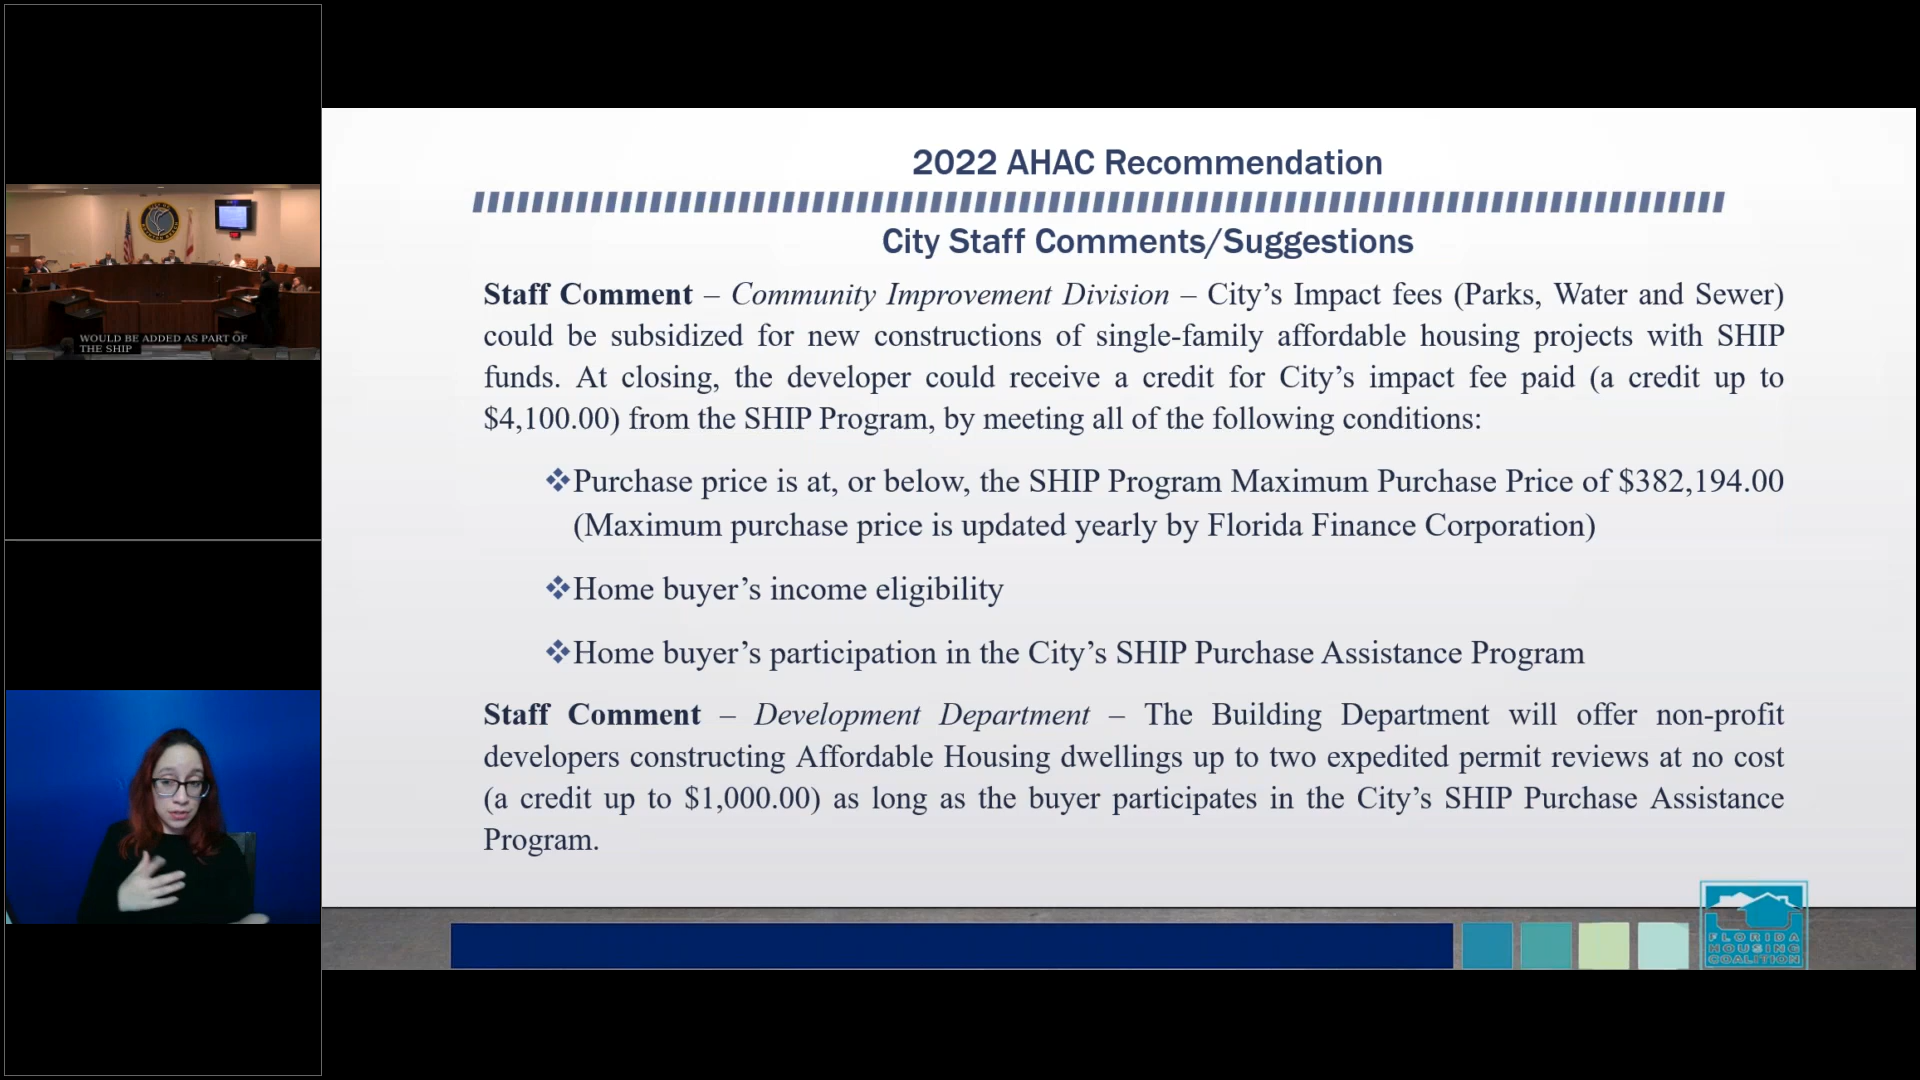 2022 AHAC Recommendation
City Staff Comments/Suggestions
Staff Comment – Community Improvement Division – City’s Impact fees (Parks, Water and Sewer)
could be subsidized for new constructions of single-family affordable housing projects with SHIP
funds. At closing, the developer could receive a credit for City’s impact fee paid (a credit up to
$4,100.00) from the SHIP Program, by meeting all of the following conditions:
❖Purchase price is at, or below, the SHIP Program Maximum Purchase Price of $382,194.00
(Maximum purchase price is updated yearly by Florida Finance Corporation)
❖Home buyer’s income eligibility
❖Home buyer’s participation in the City’s SHIP Purchase Assistance Program
Staff Comment – Development Department – The Building Department will offer non-profit
developers constructing Affordable Housing dwellings up to two expedited permit reviews at no cost
(a credit up to $1,000.00) as long as the buyer participates in the City’s SHIP Purchase Assistance
Program.
FLORIDA
HOUSING
COALITION
WOULD BE ADDED AS PART OF
THE SHIP